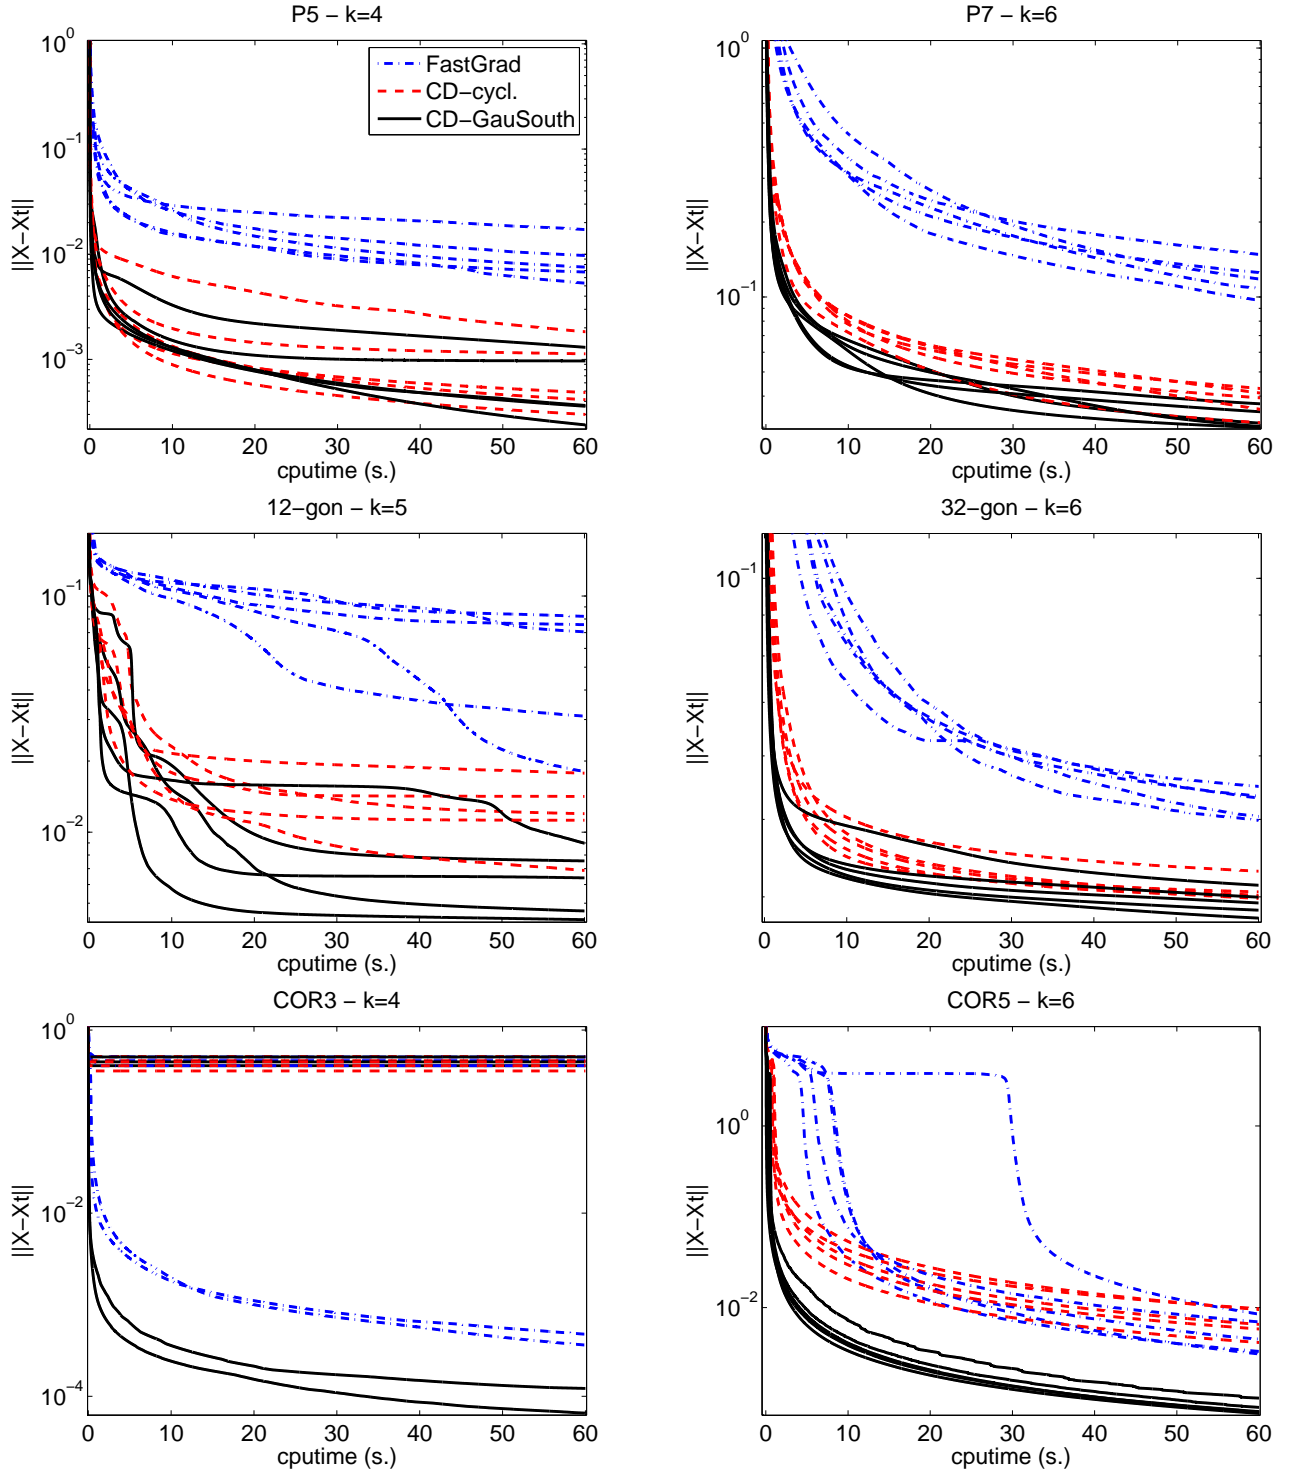 P5 − k=4
10^0
10^−1
10^−2
10^−3
||X−Xt||
FastGrad
CD−cycl.
CD−GauSouth
0 10 20 30 40 50 60
cputime (s.)
P7 − k=6
10^0
10^−1
||X−Xt||
0 10 20 30 40 50 60
cputime (s.)
12−gon − k=5
10^−1
10^−2
||X−Xt||
0 10 20 30 40 50 60
cputime (s.)
32−gon − k=6
10^−1
||X−Xt||
0 10 20 30 40 50 60
cputime (s.)
COR3 − k=4
10^0
10^−2
10^−4
||X−Xt||
0 10 20 30 40 50 60
cputime (s.)
COR5 − k=6
10^0
10^−2
||X−Xt||
0 10 20 30 40 50 60
cputime (s.)